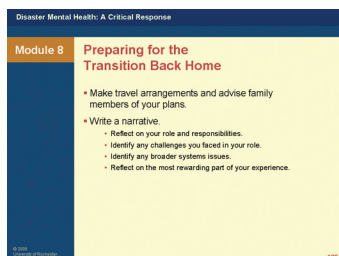 Disaster Mental Health: A Critical Response
Module 8
Preparing for the
Transition Back Home
▪ Make travel arrangements and advise family
members of your plans.
▪ Write a narrative.
• Reflect on your role and responsibilities.
• Identify any challenges you faced in your role.
• Identify any broader systems issues.
• Reflect on the most rewarding part of your experience.
University of Rochester